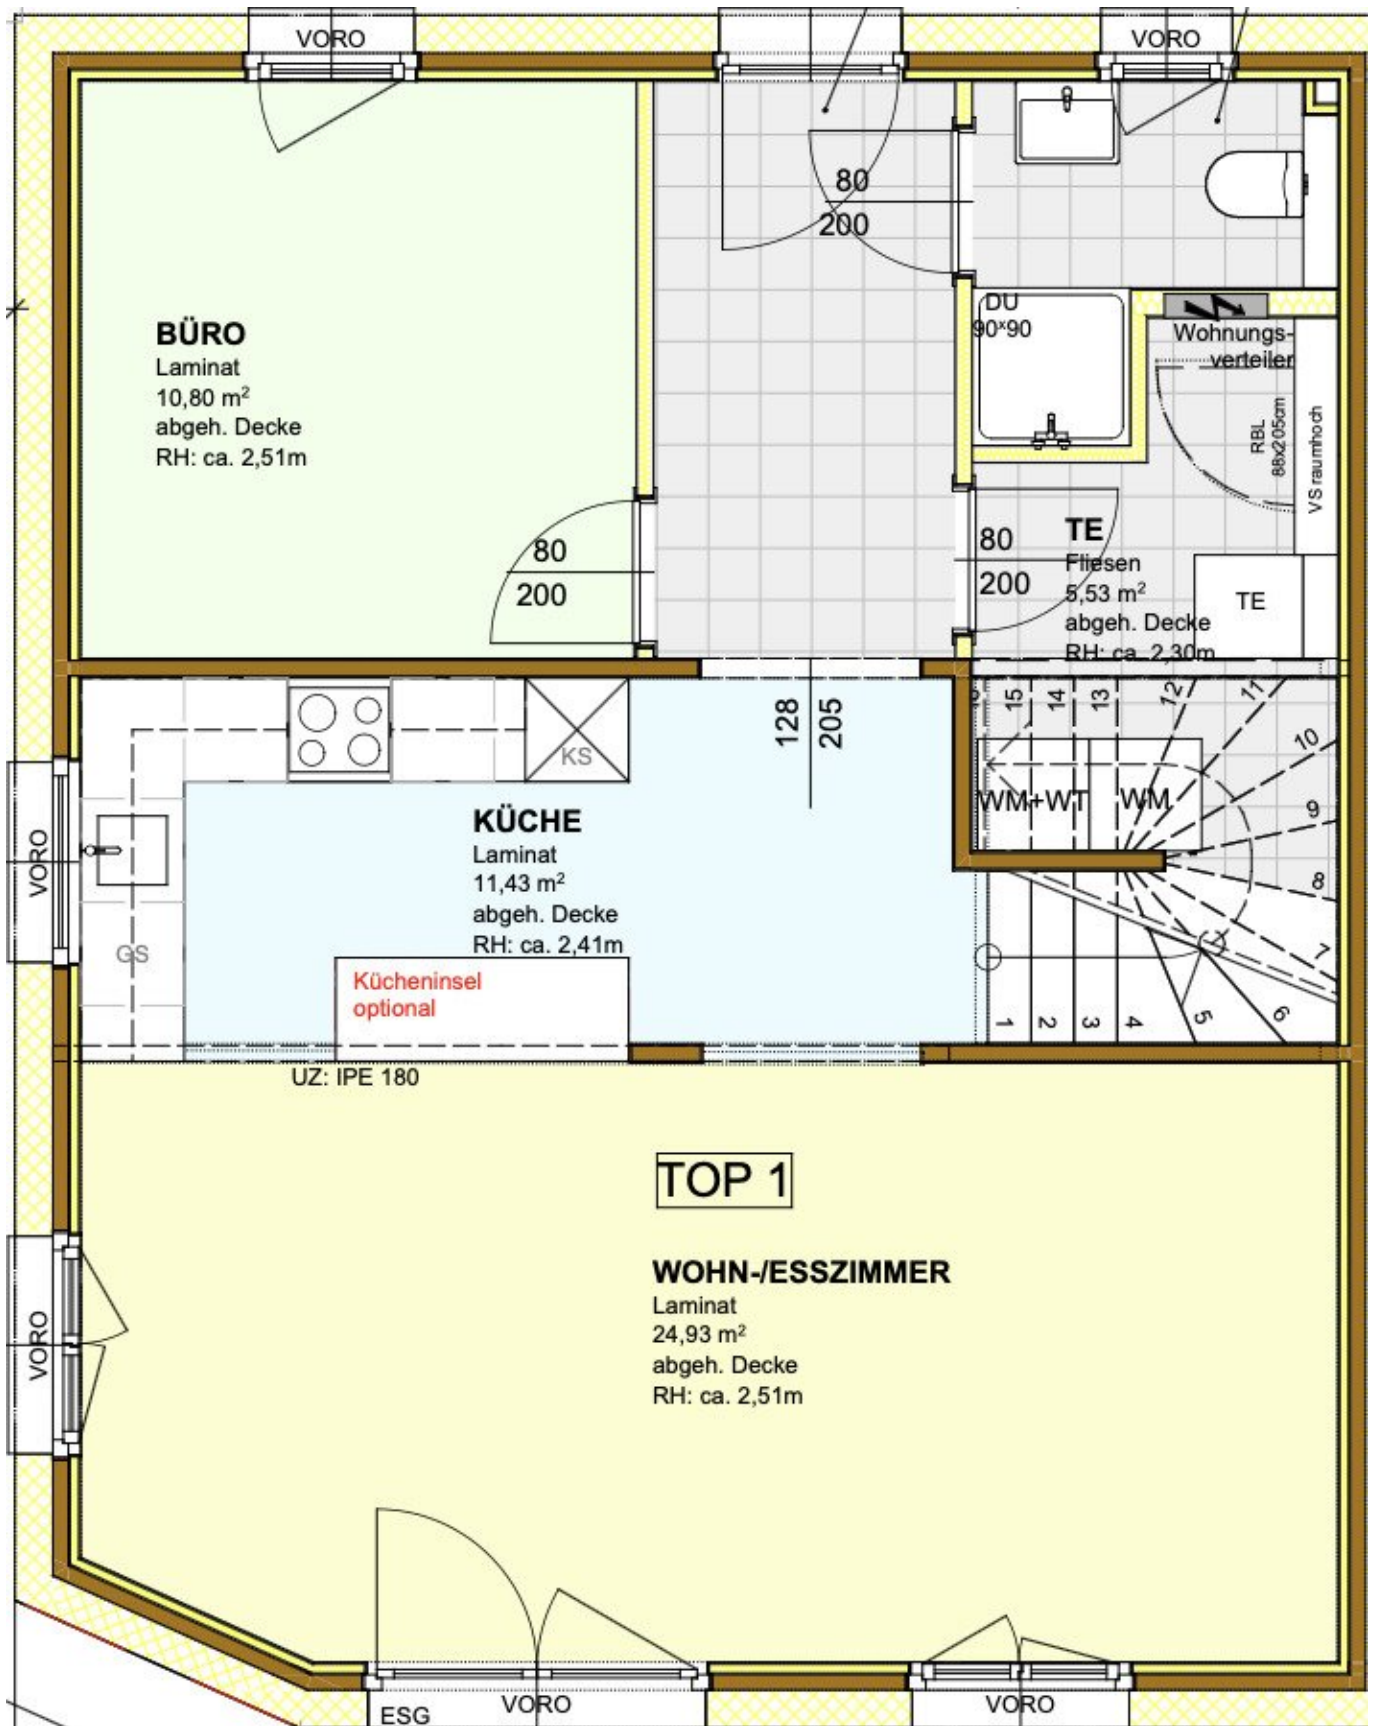 VORO
VORO
80
200
BÜRO
Laminat
10,80 m²
abgeh. Decke
RH: ca. 2,51m
DU
90x90
Wohnungs-
verteiler
RBL
88x205cm
VS raumhoch
80
200
80
200
TE
Fliesen
5,53 m²
abgeh. Decke
RH: ca. 2,30m
TE
128
205
KS
15
14
13
12
11
10
9
8
7
6
5
4
3
2
1
WM+WT
WM
KÜCHE
Laminat
11,43 m²
abgeh. Decke
RH: ca. 2,41m
VORO
GS
Kücheninsel
optional
UZ: IPE 180
TOP 1
WOHN-/ESSZIMMER
Laminat
24,93 m²
abgeh. Decke
RH: ca. 2,51m
VORO
ESG
VORO
VORO